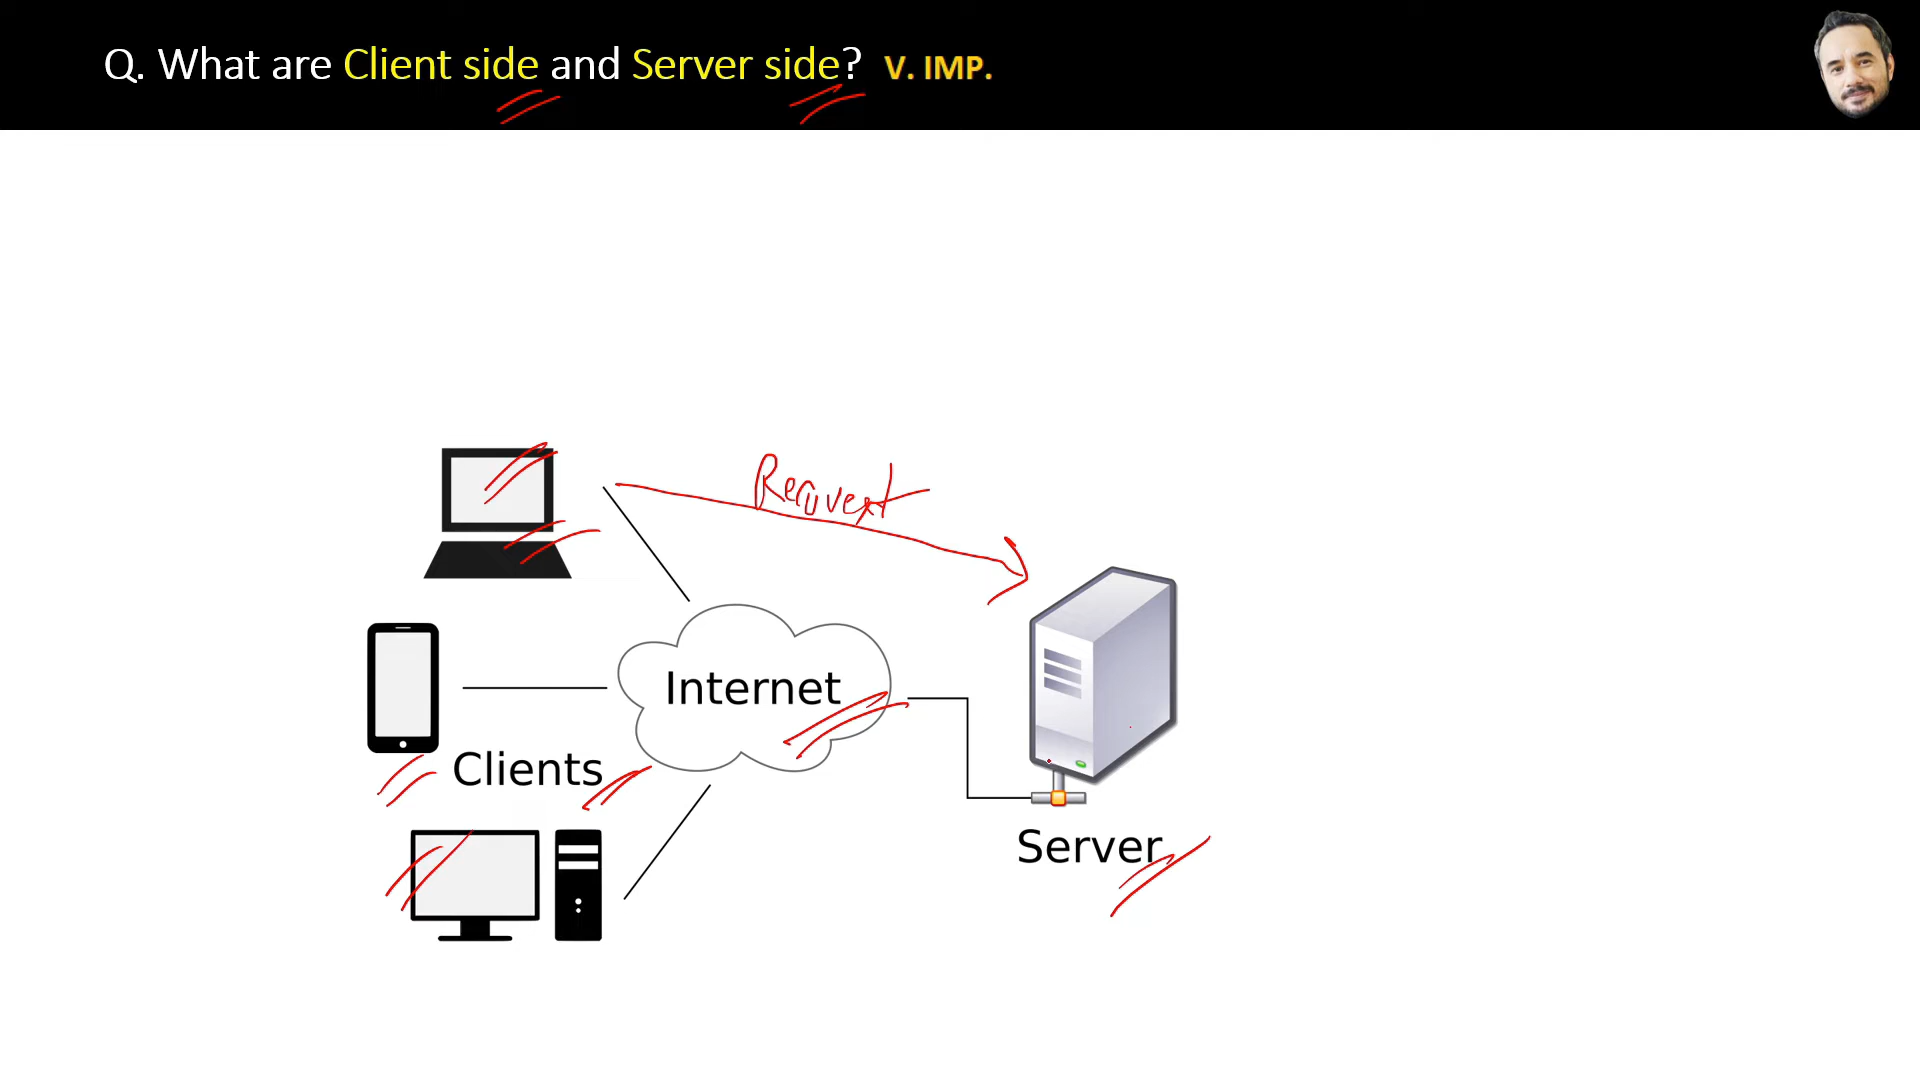 Q. What are Client side and Server side? V. IMP.
Request
Internet
Clients
Server